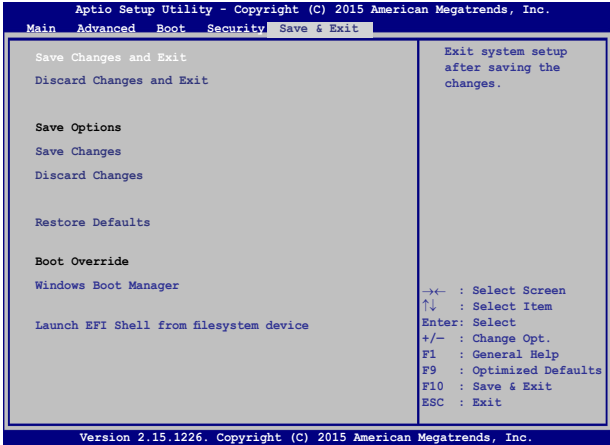 Aptio Setup Utility - Copyright (C) 2015 American Megatrends, Inc.
Main Advanced Boot Security Save & Exit
Save Changes and Exit
Discard Changes and Exit
Save Options
Save Changes
Discard Changes
Restore Defaults
Boot Override
Windows Boot Manager
Launch EFI Shell from filesystem device
Exit system setup
after saving the
changes.
→← : Select Screen
↑↓ : Select Item
Enter: Select
+/− : Change Opt.
F1 : General Help
F9 : Optimized Defaults
F10 : Save & Exit
ESC : Exit
Version 2.15.1226. Copyright (C) 2015 American Megatrends, Inc.